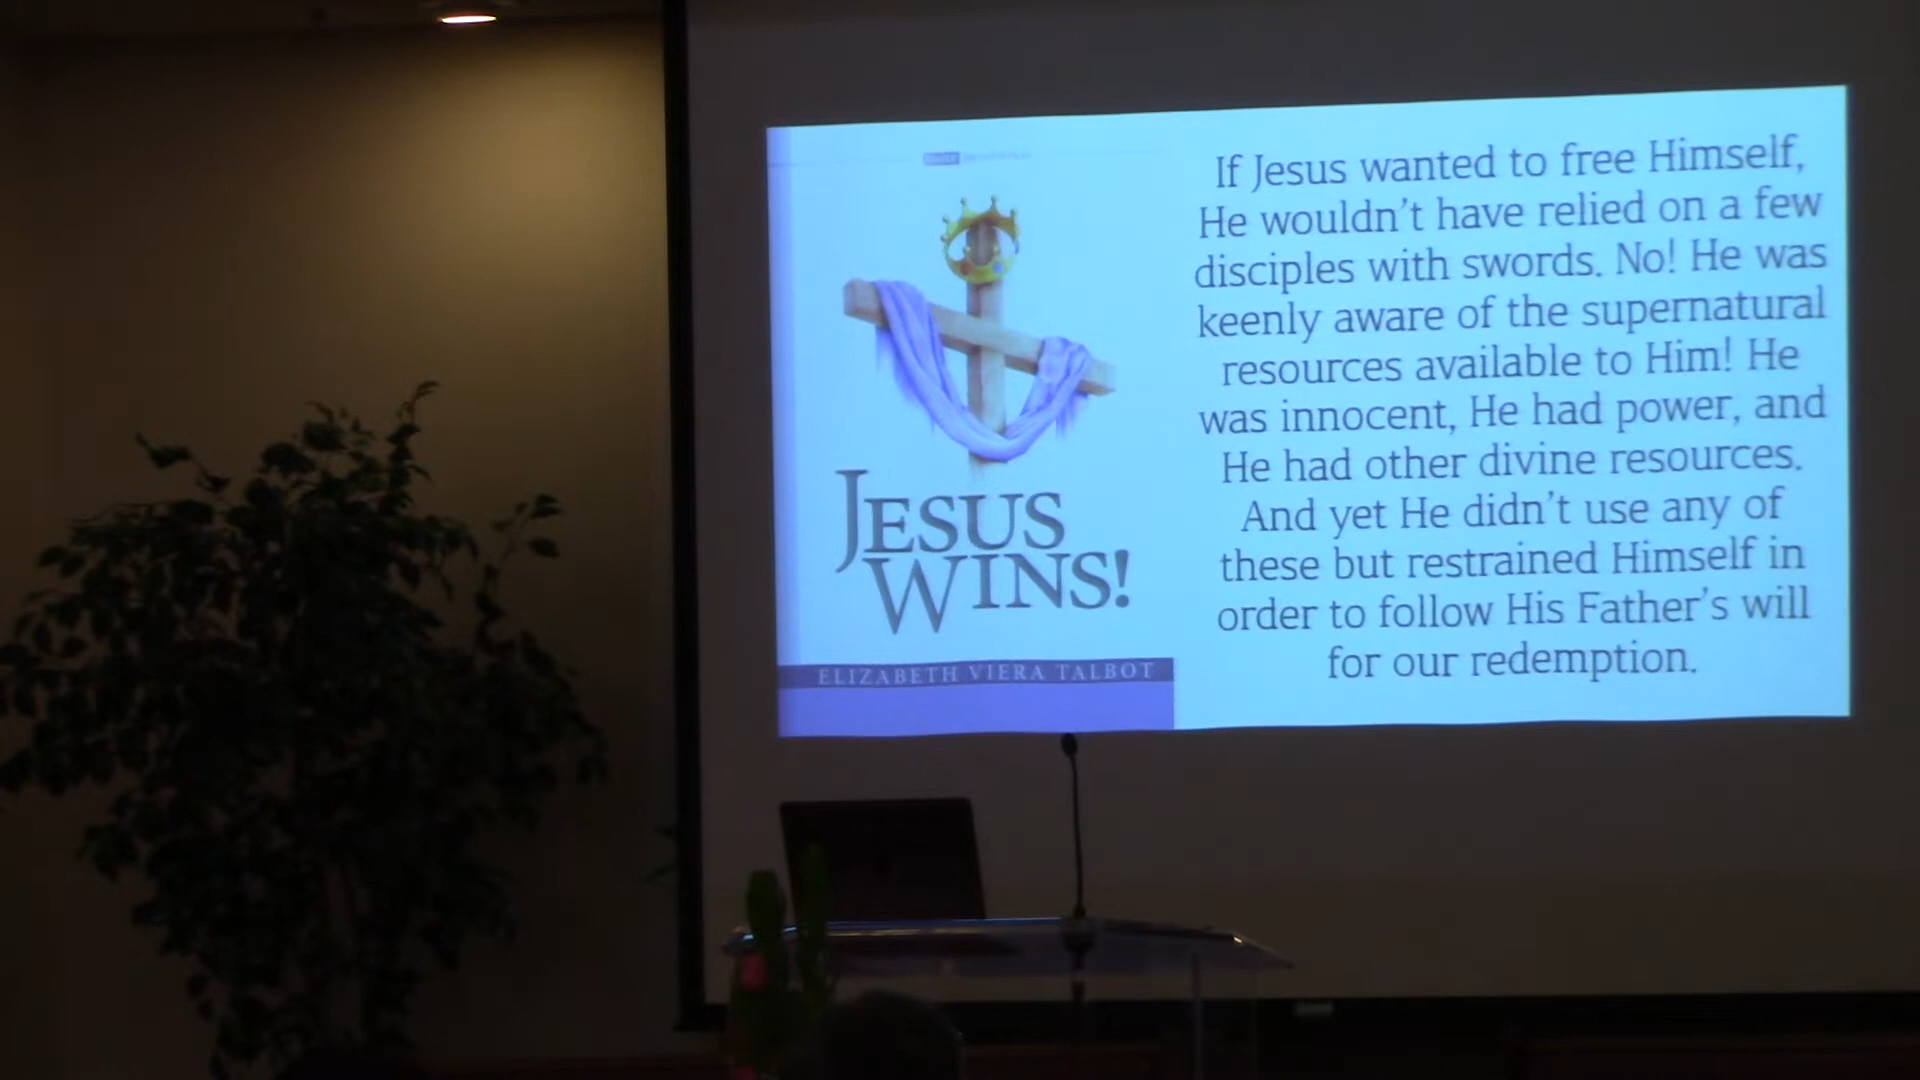 JESUS
WINS!
ELIZABETH VIERA TALBOT
If Jesus wanted to free Himself,
He wouldn't have relied on a few
disciples with swords. No! He was
keenly aware of the supernatural
resources available to Him! He
was innocent, He had power, and
He had other divine resources.
And yet He didn't use any of
these but restrained Himself in
order to follow His Father's will
for our redemption.